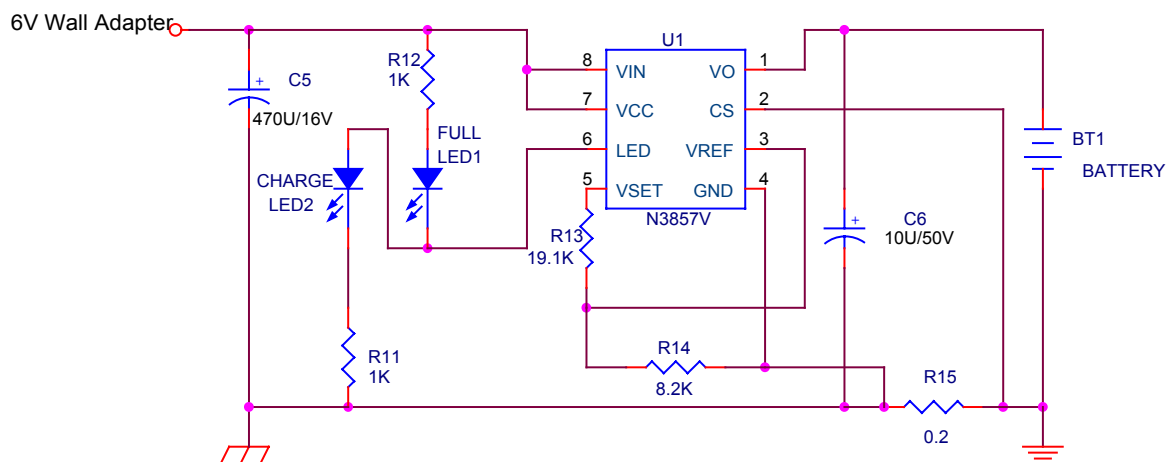 6V Wall Adapter
U1
R12
1K
8
VIN
VO
1
C5
+
470U/16V
7
VCC
CS
2
FULL
LED1
6
LED
VREF
3
BT1
BATTERY
CHARGE
LED2
5
VSET
GND
4
N3857V
R13
19.1K
+
C6
10U/50V
R14
8.2K
R11
1K
R15
0.2